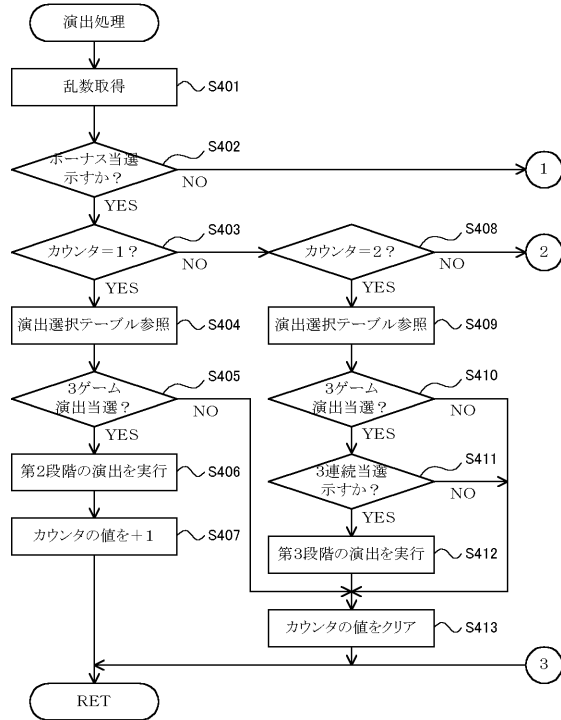 演出処理
乱数取得
S401
ボーナス当選
示すか？
S402
NO
1
YES
カウンタ＝1？
S403
NO
カウンタ＝2？
S408
NO
2
YES
YES
演出選択テーブル参照
S404
演出選択テーブル参照
S409
3ゲーム
演出当選？
S405
NO
3ゲーム
演出当選？
S410
NO
YES
YES
第2段階の演出を実行
S406
3連続当選
示すか？
S411
NO
カウンタの値を＋1
S407
YES
第3段階の演出を実行
S412
カウンタの値をクリア
S413
3
RET